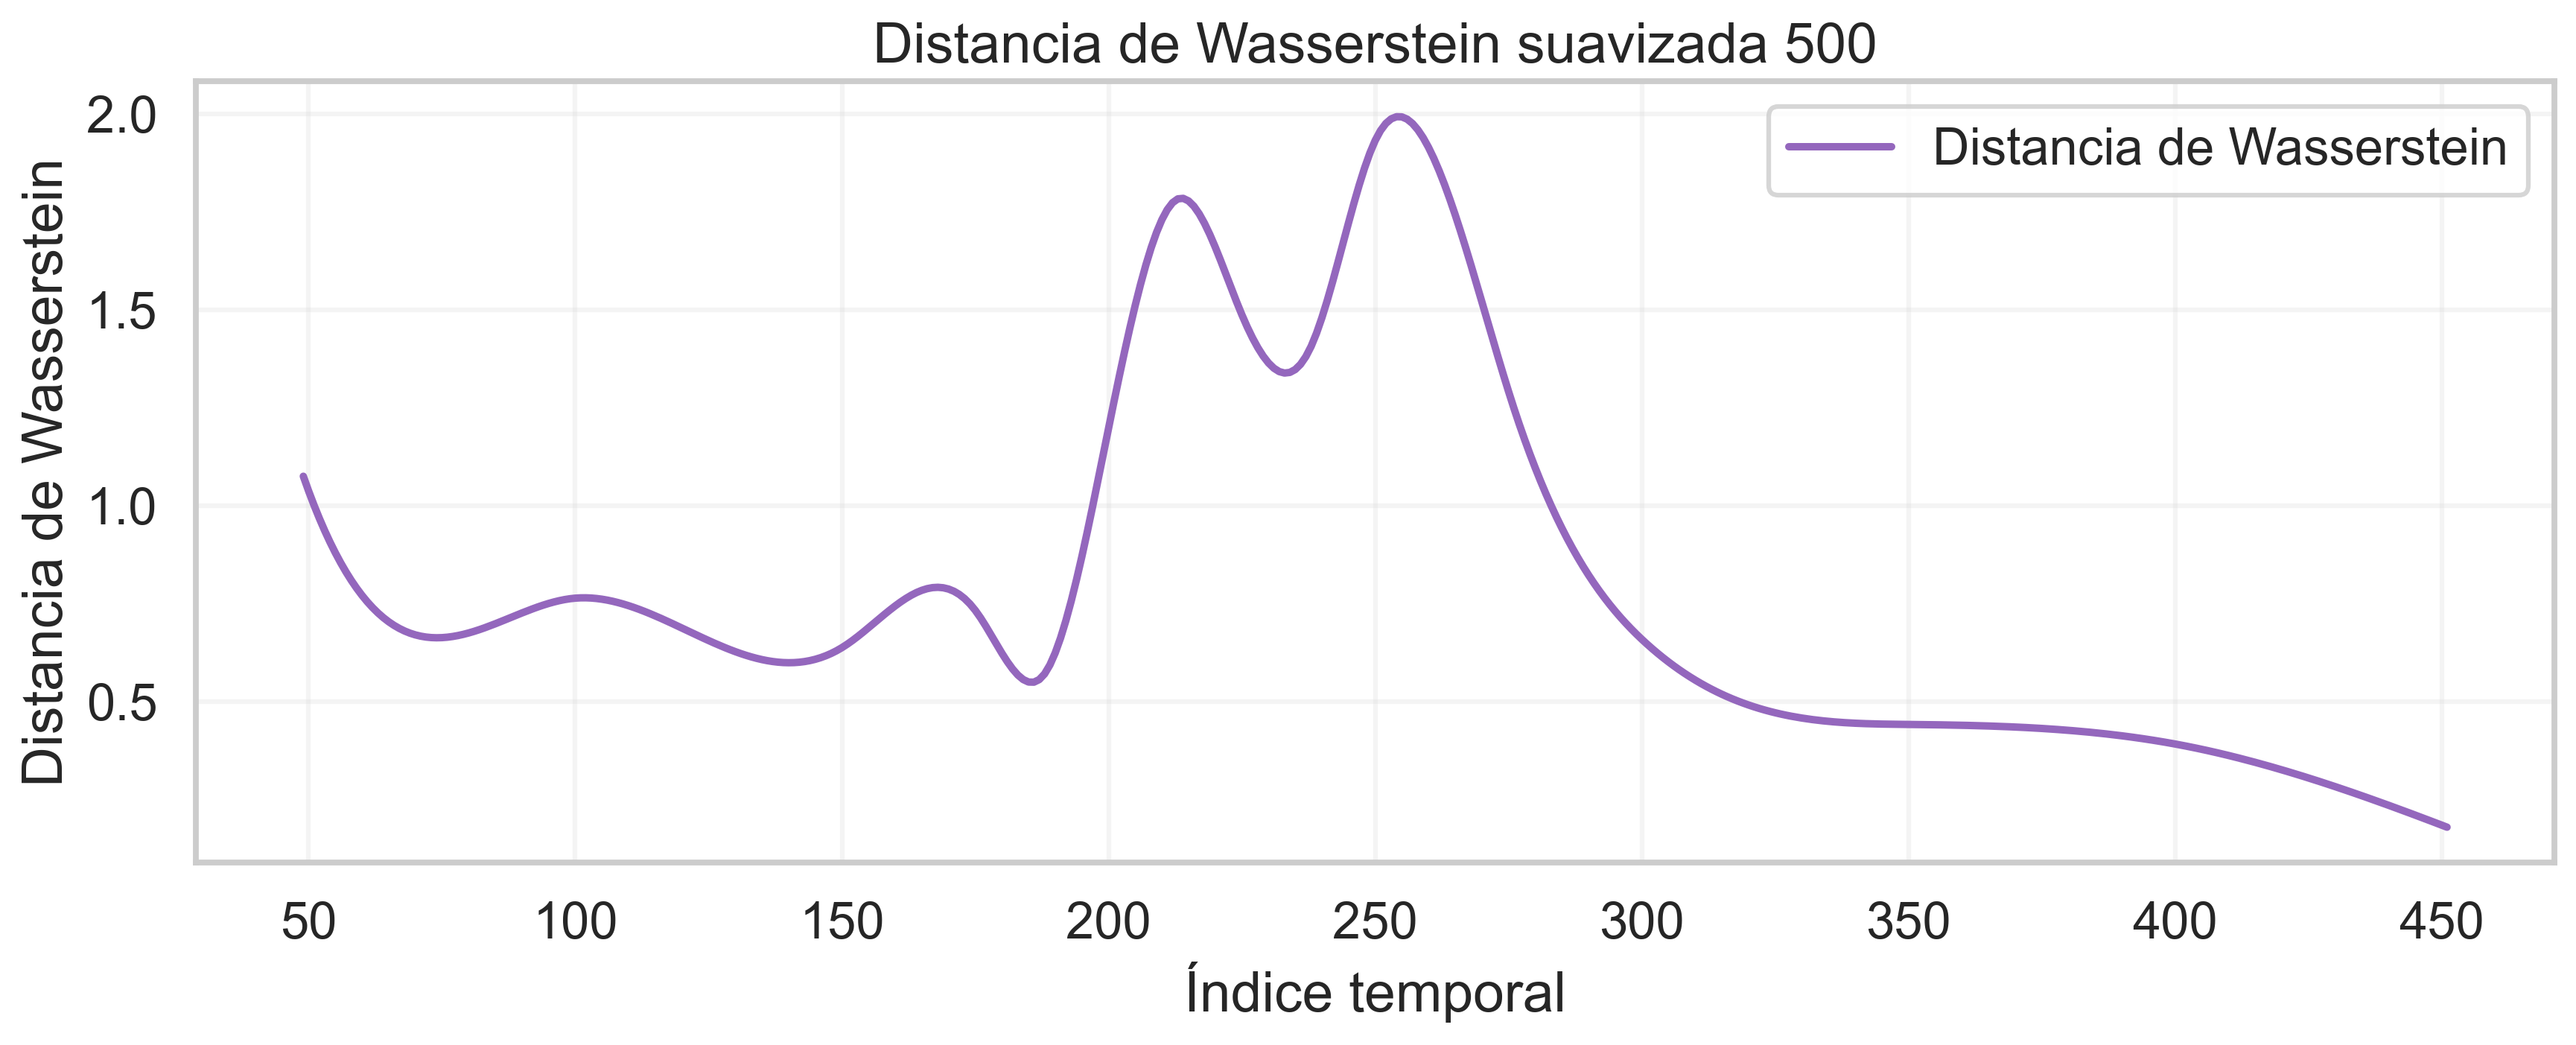 Distancia de Wasserstein suavizada 500
Distancia de Wasserstein
Distancia de Wasserstein
2.0
1.5
1.0
0.5
50 100 150 200 250 300 350 400 450
Índice temporal